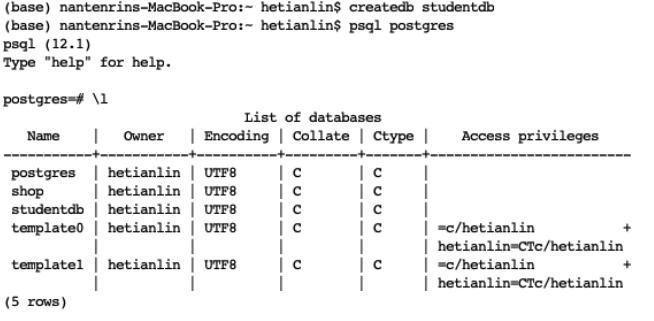 (base) nantenrins-MacBook-Pro:~ hetianlin$ createdb studentdb
(base) nantenrins-MacBook-Pro:~ hetianlin$ psql postgres
psql (12.1)
Type "help" for help.

postgres=# \l
                              List of databases
   Name    |   Owner   | Encoding | Collate | Ctype |    Access privileges
-----------+-----------+----------+---------+-------+-------------------------
 postgres  | hetianlin | UTF8     | C       | C     |
 shop      | hetianlin | UTF8     | C       | C     |
 studentdb | hetianlin | UTF8     | C       | C     |
 template0 | hetianlin | UTF8     | C       | C     | =c/hetianlin           +
           |           |          |         |       | hetianlin=CTc/hetianlin
 template1 | hetianlin | UTF8     | C       | C     | =c/hetianlin           +
           |           |          |         |       | hetianlin=CTc/hetianlin
(5 rows)